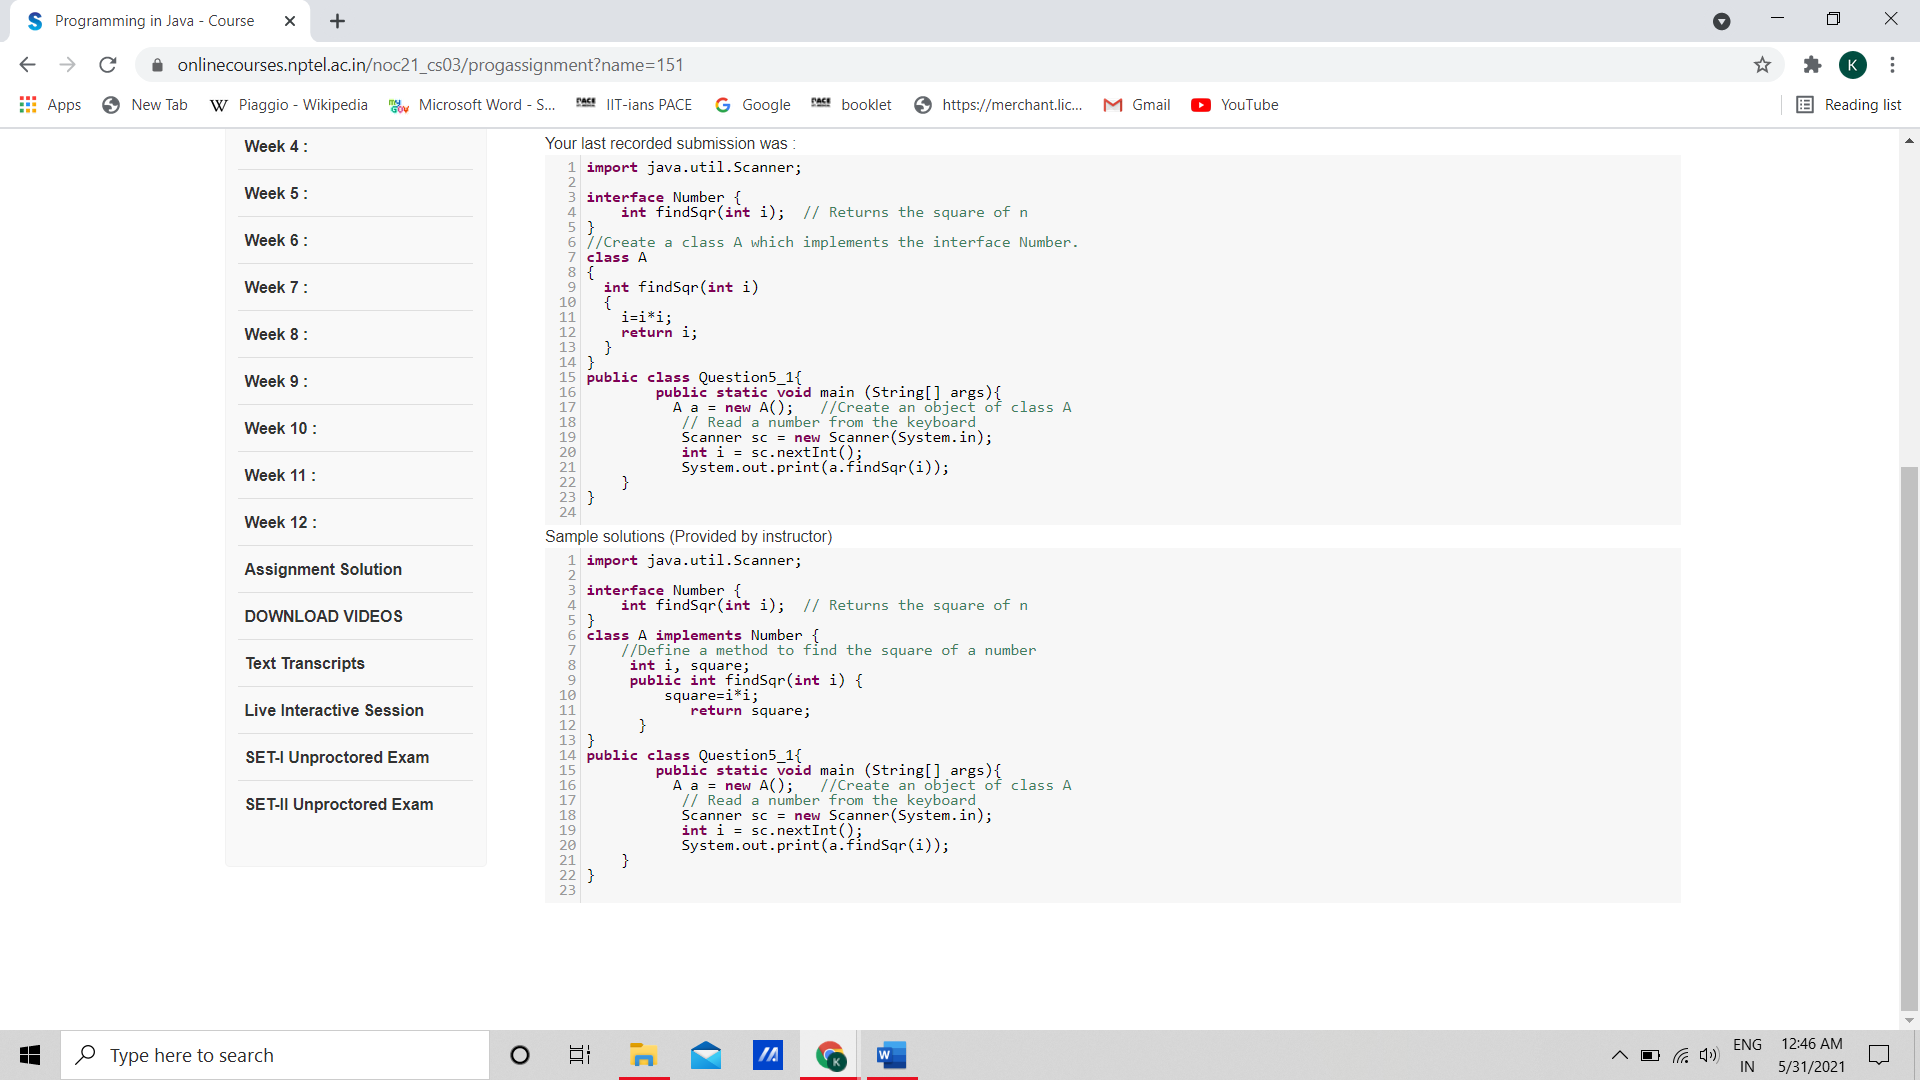 Programming in Java - Course
onlinecourses.nptel.ac.in/noc21_cs03/progassignment?name=151
K
Apps
New Tab
W Piaggio - Wikipedia
Microsoft Word - S...
PACE IIT-ians PACE
G Google
PACE booklet
https://merchant.lic...
M Gmail
YouTube
Reading list
Week 4 :
Week 5 :
Week 6 :
Week 7 :
Week 8 :
Week 9 :
Week 10 :
Week 11 :
Week 12 :
Assignment Solution
DOWNLOAD VIDEOS
Text Transcripts
Live Interactive Session
SET-I Unproctored Exam
SET-II Unproctored Exam
Your last recorded submission was :
1 import java.util.Scanner;
2
3 interface Number {
4     int findSqr(int i);  // Returns the square of n
5 }
6 //Create a class A which implements the interface Number.
7 class A
8 {
9   int findSqr(int i)
10   {
11     i=i*i;
12     return i;
13   }
14 }
15 public class Question5_1{
16         public static void main (String[] args){
17           A a = new A();   //Create an object of class A
18            // Read a number from the keyboard
19            Scanner sc = new Scanner(System.in);
20            int i = sc.nextInt();
21            System.out.print(a.findSqr(i));
22     }
23 }
24
Sample solutions (Provided by instructor)
1 import java.util.Scanner;
2
3 interface Number {
4     int findSqr(int i);  // Returns the square of n
5 }
6 class A implements Number {
7     //Define a method to find the square of a number
8      int i, square;
9      public int findSqr(int i) {
10          square=i*i;
11             return square;
12       }
13 }
14 public class Question5_1{
15         public static void main (String[] args){
16           A a = new A();   //Create an object of class A
17            // Read a number from the keyboard
18            Scanner sc = new Scanner(System.in);
19            int i = sc.nextInt();
20            System.out.print(a.findSqr(i));
21     }
22 }
23
Type here to search
K
W
ENG
IN
12:46 AM
5/31/2021